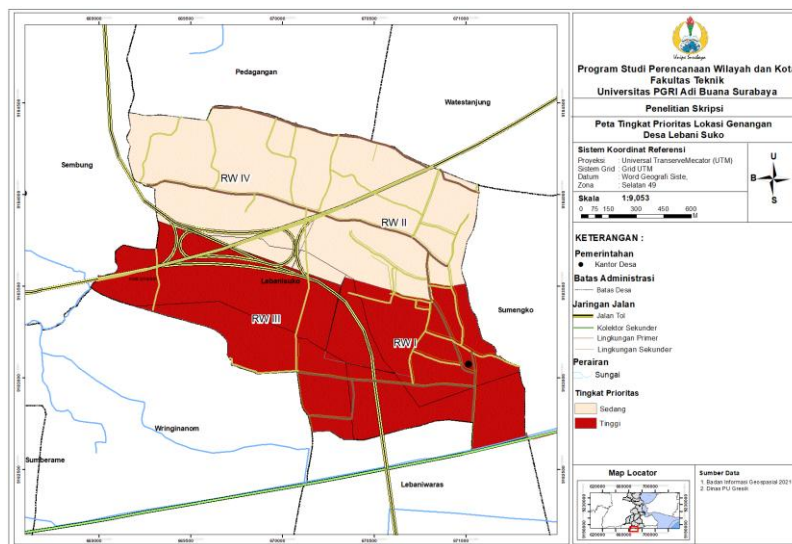 Pedagangan
Watestanjung
Sembung
RW IV
RW II
Lebanisuko
Sumengko
RW III
RW I
Wringinanom
Sumberame
Lebaniwaras
Unipa Surabaya
Program Studi Perencanaan Wilayah dan Kota
Fakultas Teknik
Universitas PGRI Adi Buana Surabaya
Penelitian Skripsi
Peta Tingkat Prioritas Lokasi Genangan
Desa Lebani Suko
Sistem Koordinat Referensi
Proyeksi : Universal TranserveMecator (UTM)
Sistem Grid : Grid UTM
Datum : Word Geografi Siste,
Zona : Selatan 49
U
B
S
Skala 1:9,053
0 75 150 300 450 600
M
KETERANGAN :
Pemerintahan
Kantor Desa
Batas Administrasi
Batas Desa
Jaringan Jalan
Jalan Tol
Kolektor Sekunder
Lingkungan Primer
Lingkungan Sekunder
Perairan
Sungai
Tingkat Prioritas
Sedang
Tinggi
Map Locator
Sumber Data
1. Badan Informasi Geospasial 2021
2. Dinas PU Gresik